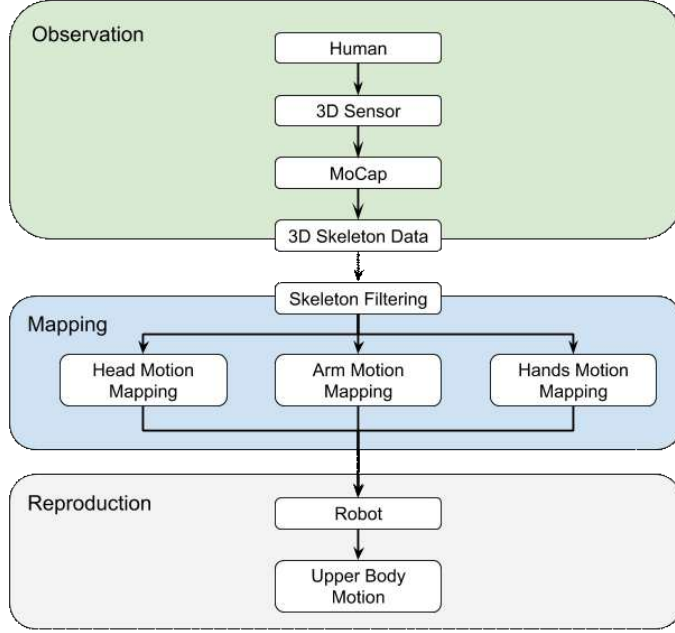 Observation
Human
3D Sensor
MoCap
3D Skeleton Data
Skeleton Filtering
Mapping
Head Motion
Mapping
Arm Motion
Mapping
Hands Motion
Mapping
Reproduction
Robot
Upper Body
Motion